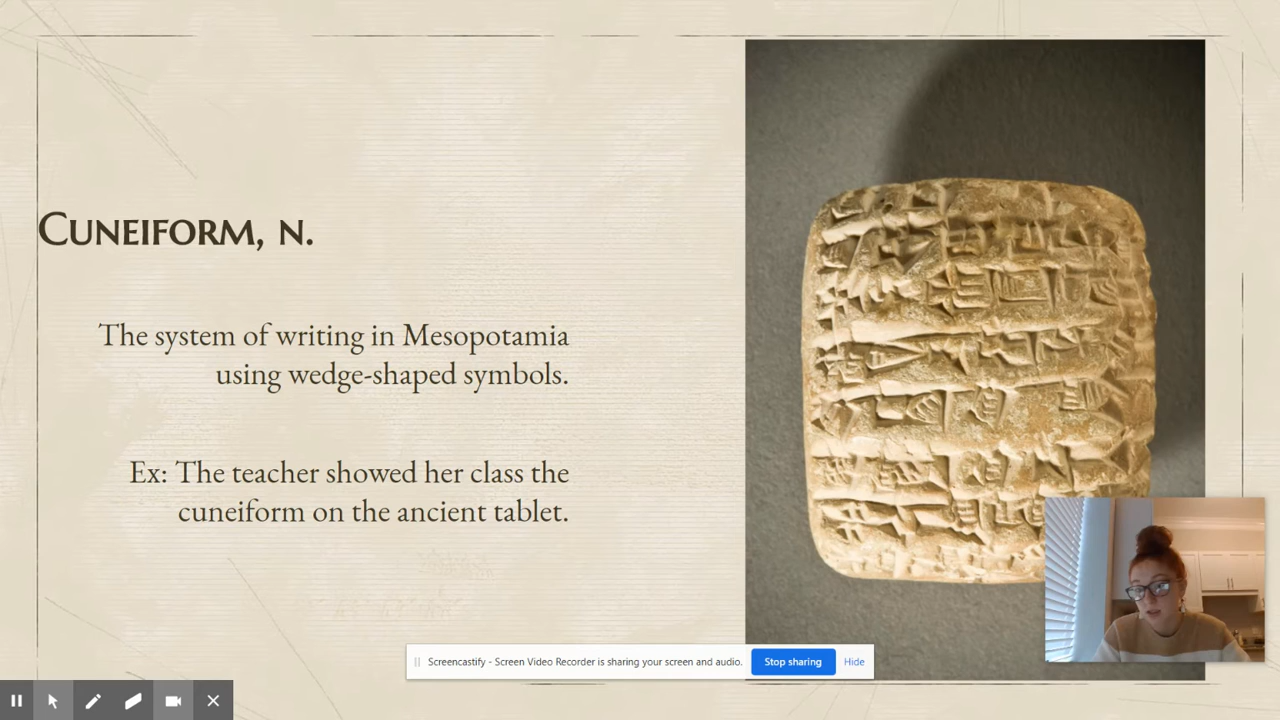 Cuneiform, n.
The system of writing in Mesopotamia
using wedge-shaped symbols.
Ex: The teacher showed her class the
cuneiform on the ancient tablet.
Screencastify - Screen Video Recorder is sharing your screen and audio. Stop sharing Hide